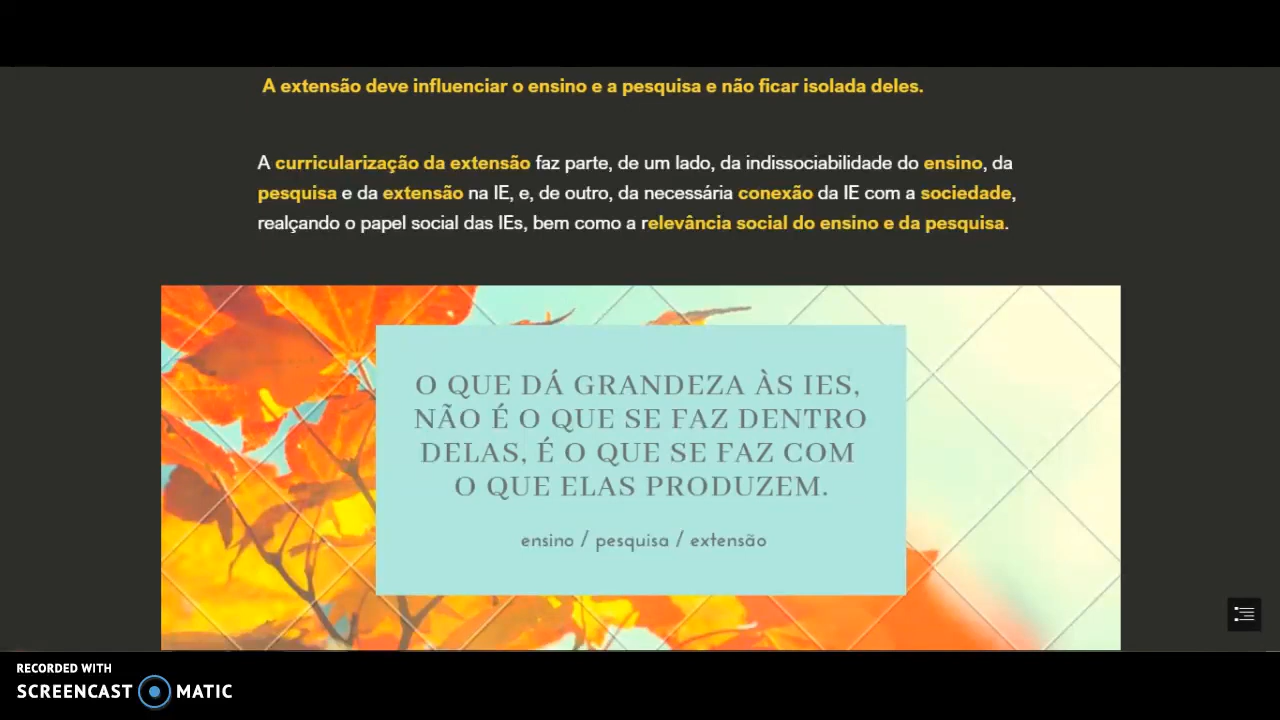 A extensão deve influenciar o ensino e a pesquisa e não ficar isolada deles.
A curricularização da extensão faz parte, de um lado, da indissociabilidade do ensino, da
pesquisa e da extensão na IE, e, de outro, da necessária conexão da IE com a sociedade,
realçando o papel social das IEs, bem como a relevância social do ensino e da pesquisa.
O QUE DÁ GRANDEZA ÀS IES,
NÃO É O QUE SE FAZ DENTRO
DELAS, É O QUE SE FAZ COM
O QUE ELAS PRODUZEM.
ensino / pesquisa / extensão
RECORDED WITH
SCREENCAST MATIC